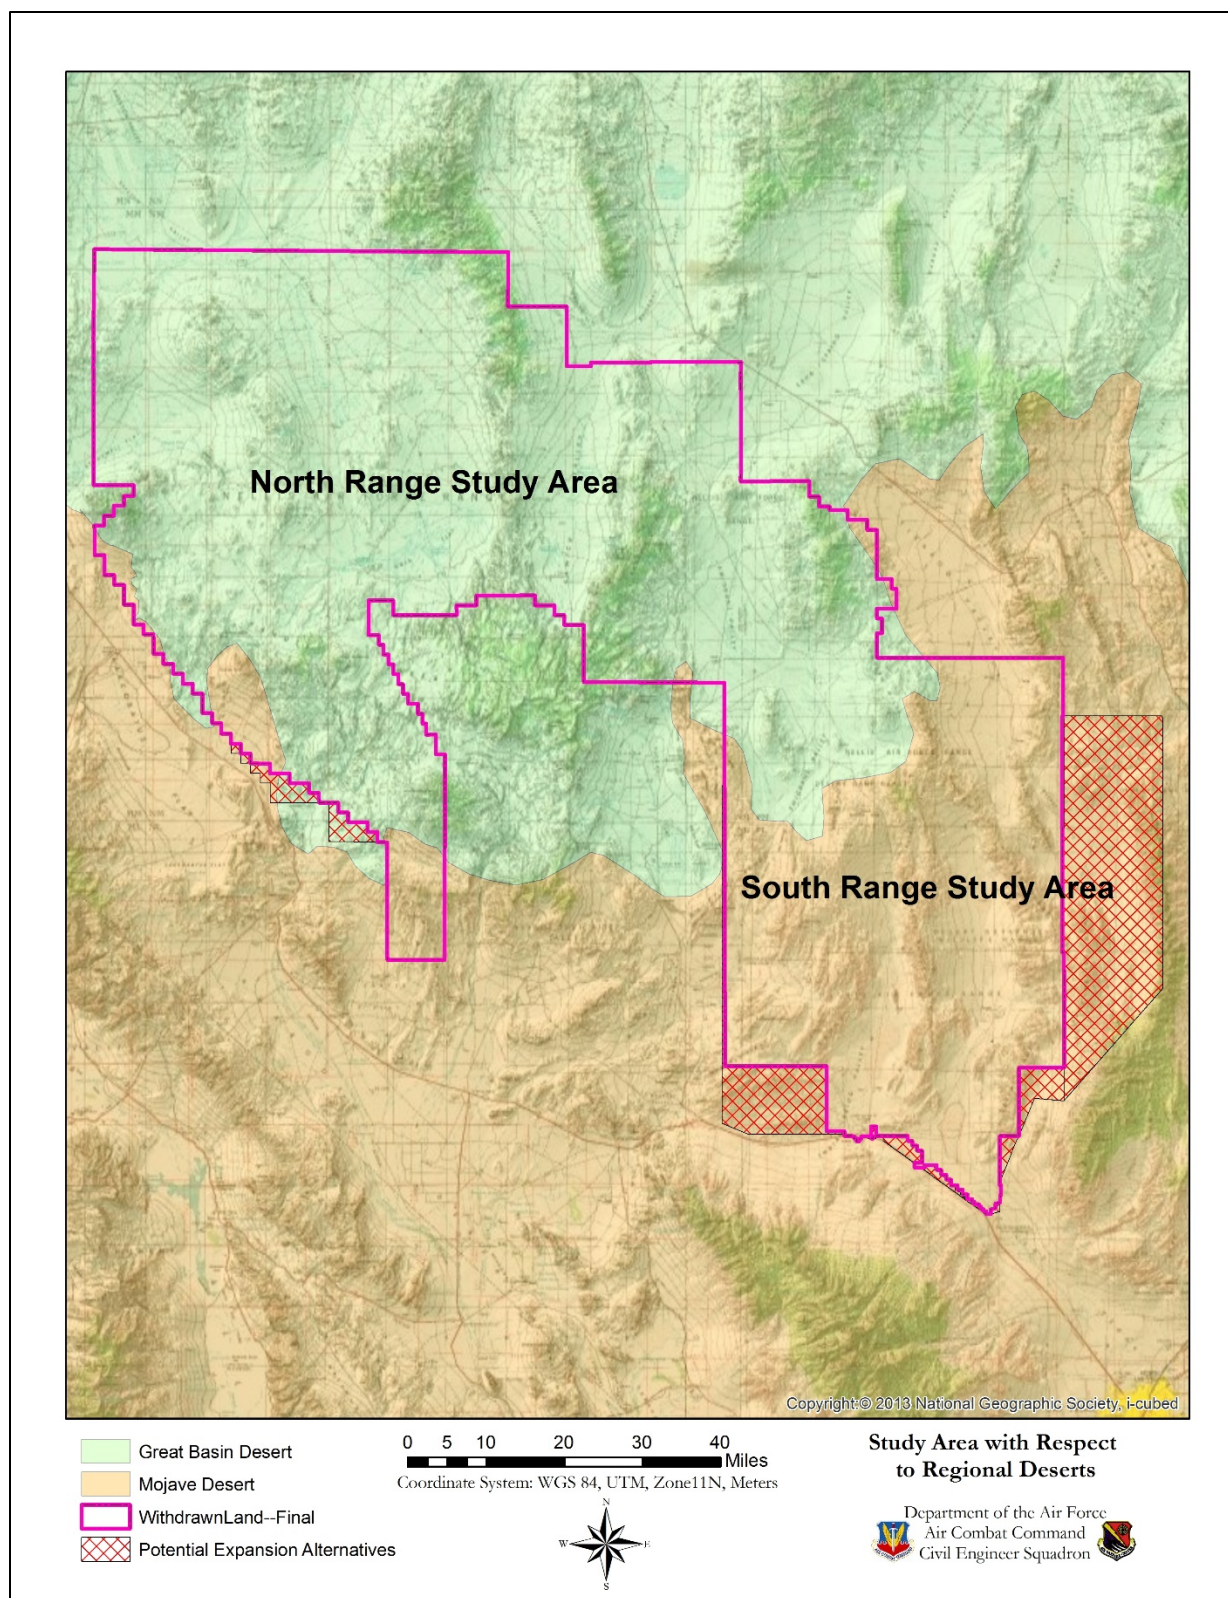 North Range Study Area
South Range Study Area
Copyright:© 2013 National Geographic Society, i-cubed
Great Basin Desert
Mojave Desert
WithdrawnLand--Final
Potential Expansion Alternatives
0 5 10 20 30 40
Miles
Coordinate System: WGS 84, UTM, Zone11N, Meters
N
W E
S
Study Area with Respect
to Regional Deserts
Department of the Air Force
Air Combat Command
Civil Engineer Squadron